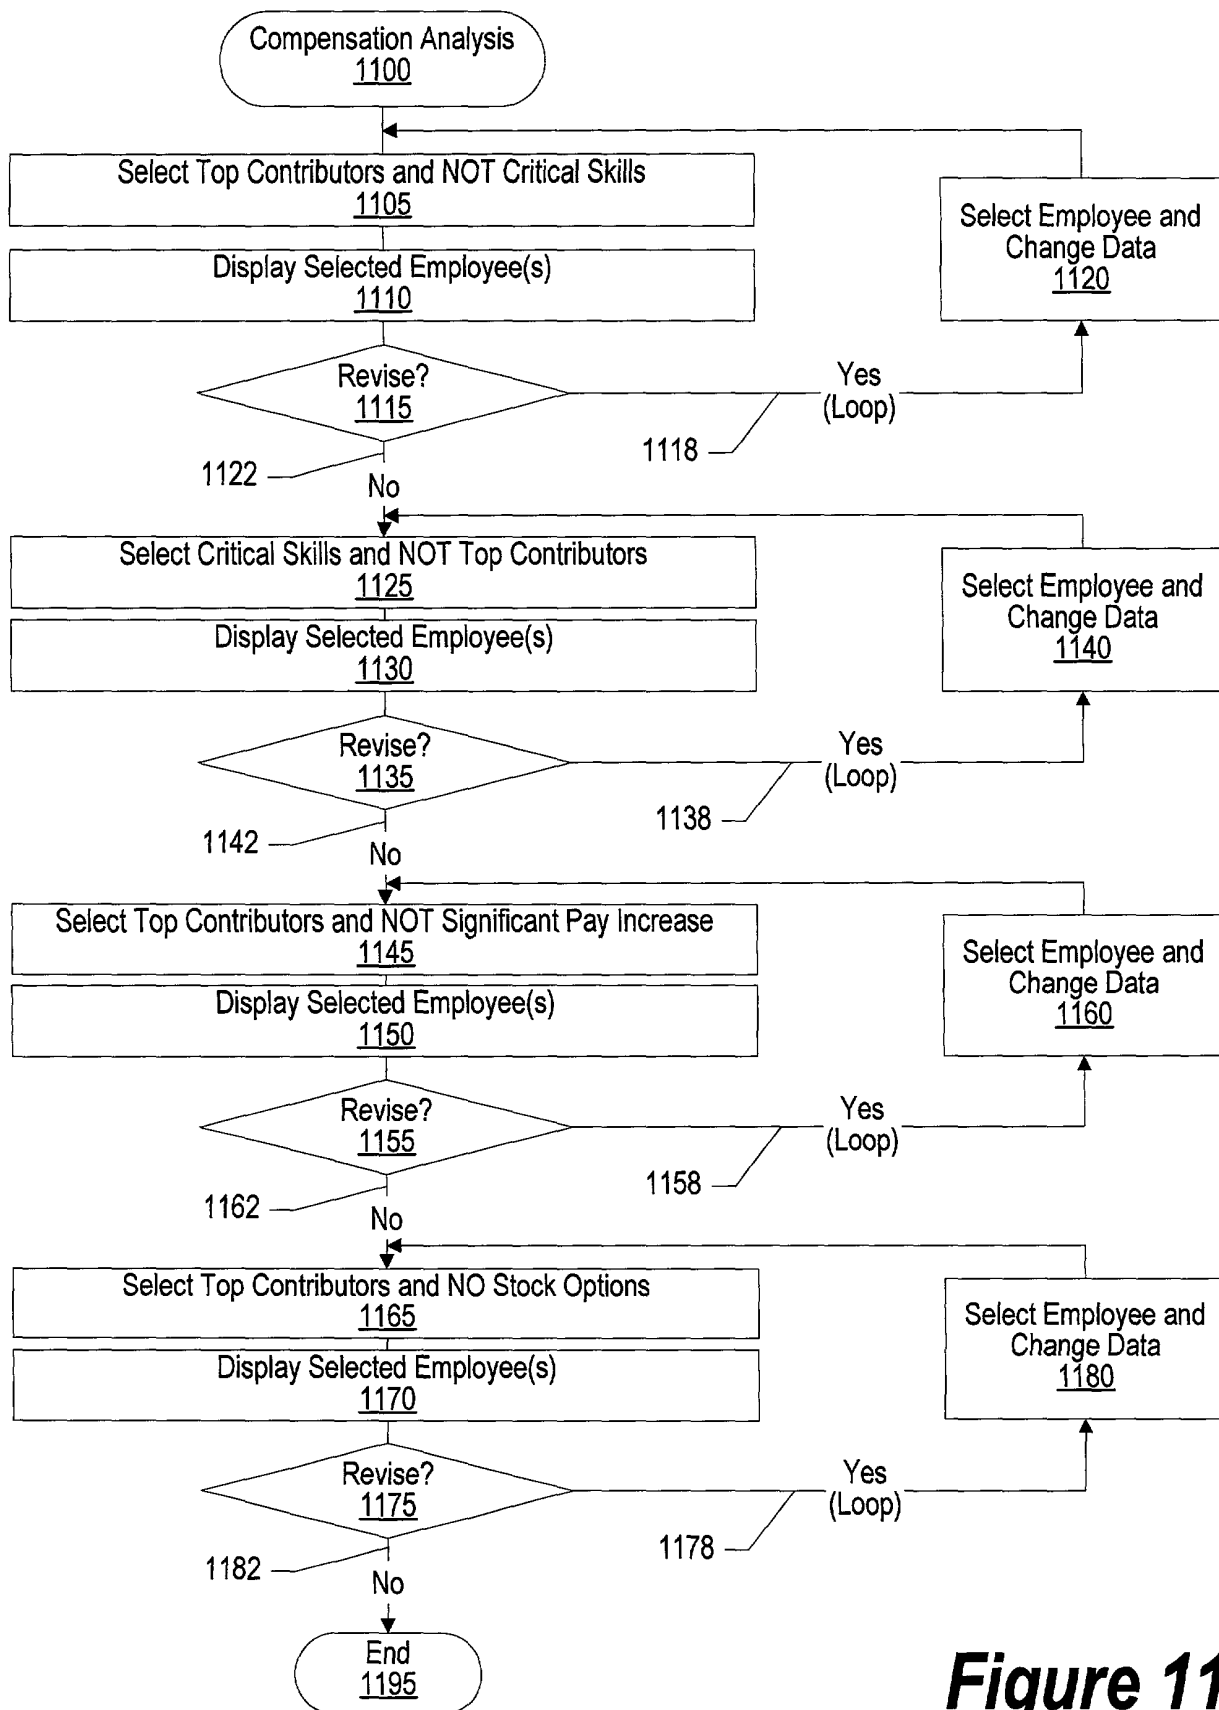 Compensation Analysis
1100
Select Top Contributors and NOT Critical Skills
1105
Select Employee and
Change Data
1120
Display Selected Employee(s)
1110
Revise?
1115
Yes
(Loop)
1118
1122
No
Select Critical Skills and NOT Top Contributors
1125
Select Employee and
Change Data
1140
Display Selected Employee(s)
1130
Revise?
1135
Yes
(Loop)
1138
1142
No
Select Top Contributors and NOT Significant Pay Increase
1145
Select Employee and
Change Data
1160
Display Selected Employee(s)
1150
Revise?
1155
Yes
(Loop)
1158
1162
No
Select Top Contributors and NO Stock Options
1165
Select Employee and
Change Data
1180
Display Selected Employee(s)
1170
Revise?
1175
Yes
(Loop)
1178
1182
No
End
1195
Figure 11